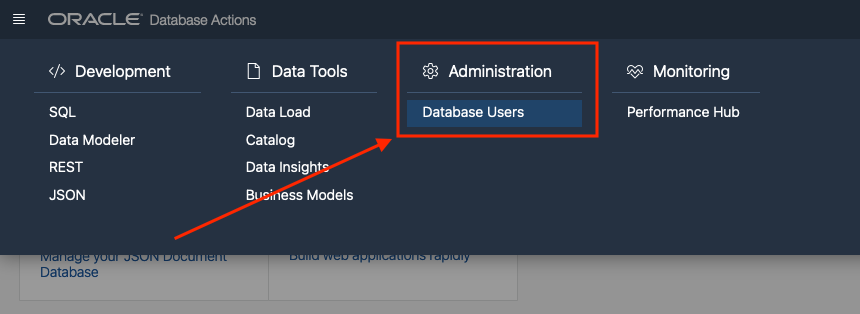 ORACLE Database Actions
Development
SQL
Data Modeler
REST
JSON
Data Tools
Data Load
Catalog
Data Insights
Business Models
Administration
Database Users
Monitoring
Performance Hub
Manage your JSON Document
Database
Build web applications rapidly